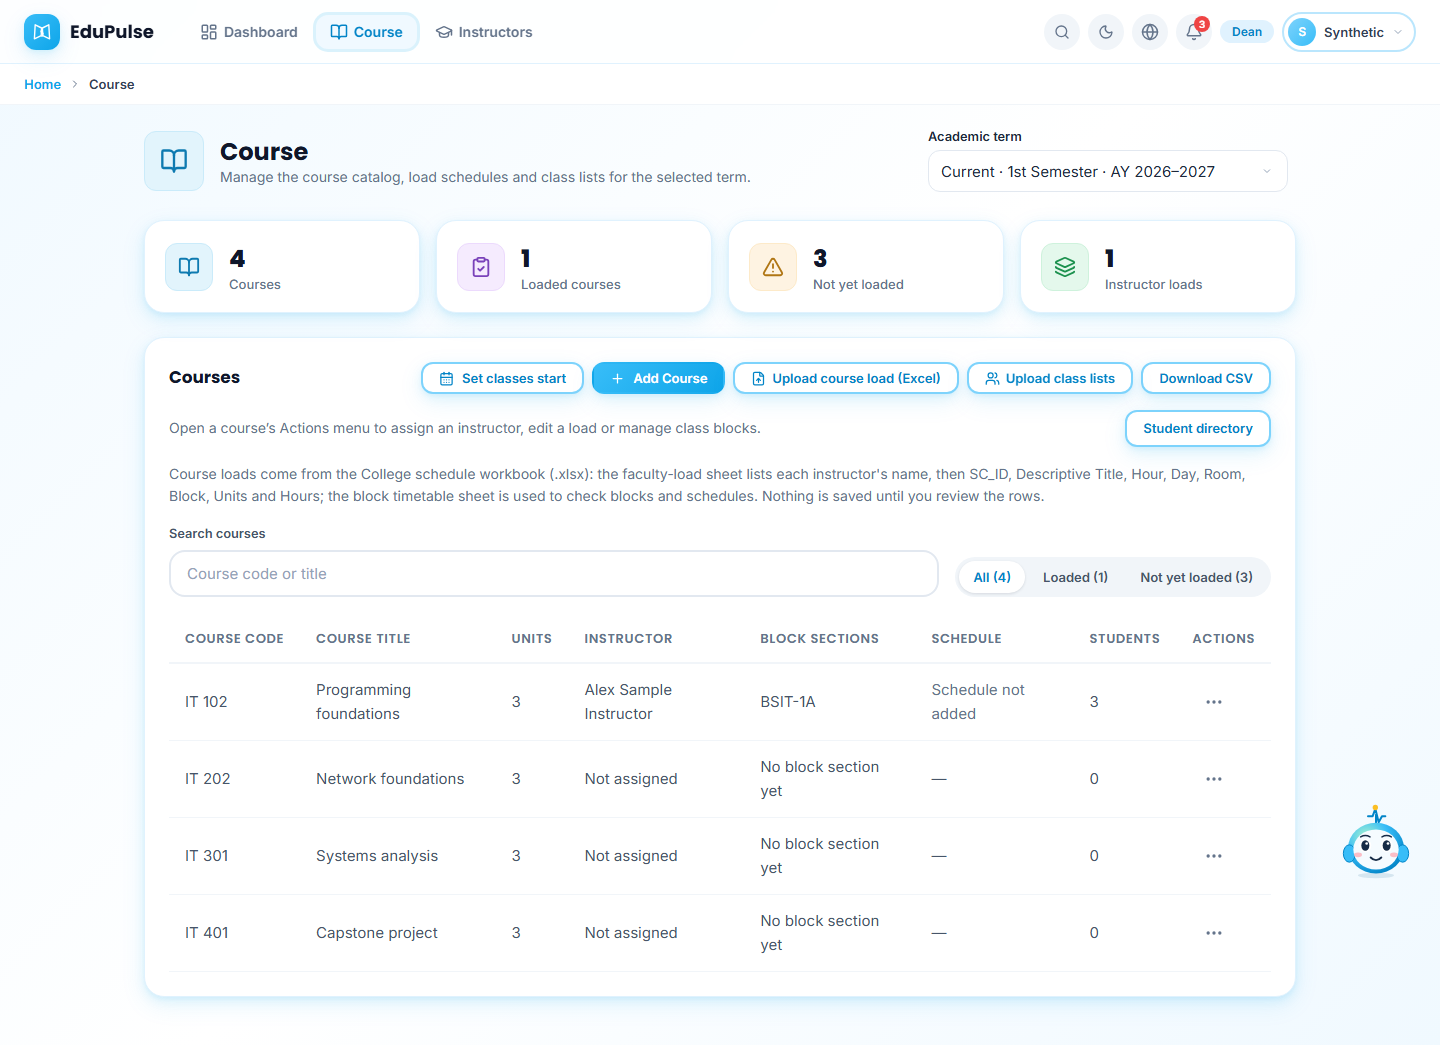 EduPulse
Dashboard
Course
Instructors
3
Dean
S
Synthetic
Home
Course
Course
Manage the course catalog, load schedules and class lists for the selected term.
Academic term
Current · 1st Semester · AY 2026–2027
4
Courses
1
Loaded courses
3
Not yet loaded
1
Instructor loads
Courses
Set classes start
Add Course
Upload course load (Excel)
Upload class lists
Download CSV
Open a course’s Actions menu to assign an instructor, edit a load or manage class blocks.
Student directory
Course loads come from the College schedule workbook (.xlsx): the faculty-load sheet lists each instructor's name, then SC_ID, Descriptive Title, Hour, Day, Room,
Block, Units and Hours; the block timetable sheet is used to check blocks and schedules. Nothing is saved until you review the rows.
Search courses
Course code or title
All (4)
Loaded (1)
Not yet loaded (3)
COURSE CODE
COURSE TITLE
UNITS
INSTRUCTOR
BLOCK SECTIONS
SCHEDULE
STUDENTS
ACTIONS
IT 102
Programming
foundations
3
Alex Sample
Instructor
BSIT-1A
Schedule not
added
3
IT 202
Network foundations
3
Not assigned
No block section
yet
—
0
IT 301
Systems analysis
3
Not assigned
No block section
yet
—
0
IT 401
Capstone project
3
Not assigned
No block section
yet
—
0